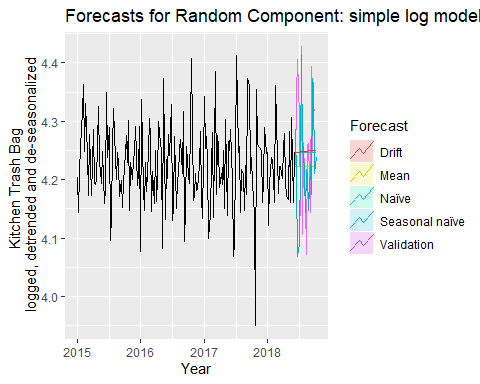 Forecasts for Random Component: simple log model
Kitchen Trash Bag
logged, detrended and de-seasonalized
4.4
4.3
4.2
4.1
4.0
2015
2016
2017
2018
Year
Forecast
Drift
Mean
Naïve
Seasonal naïve
Validation